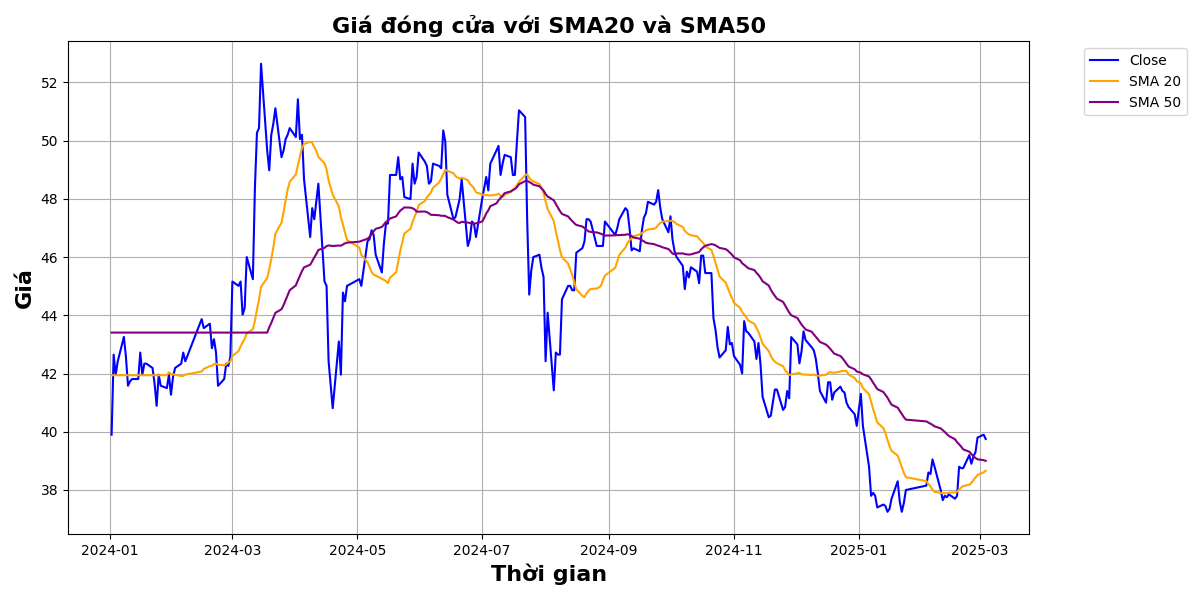 Giá đóng cửa với SMA20 và SMA50
Close
SMA 20
SMA 50
Giá
52
50
48
46
44
42
40
38
2024-01
2024-03
2024-05
2024-07
2024-09
2024-11
2025-01
2025-03
Thời gian